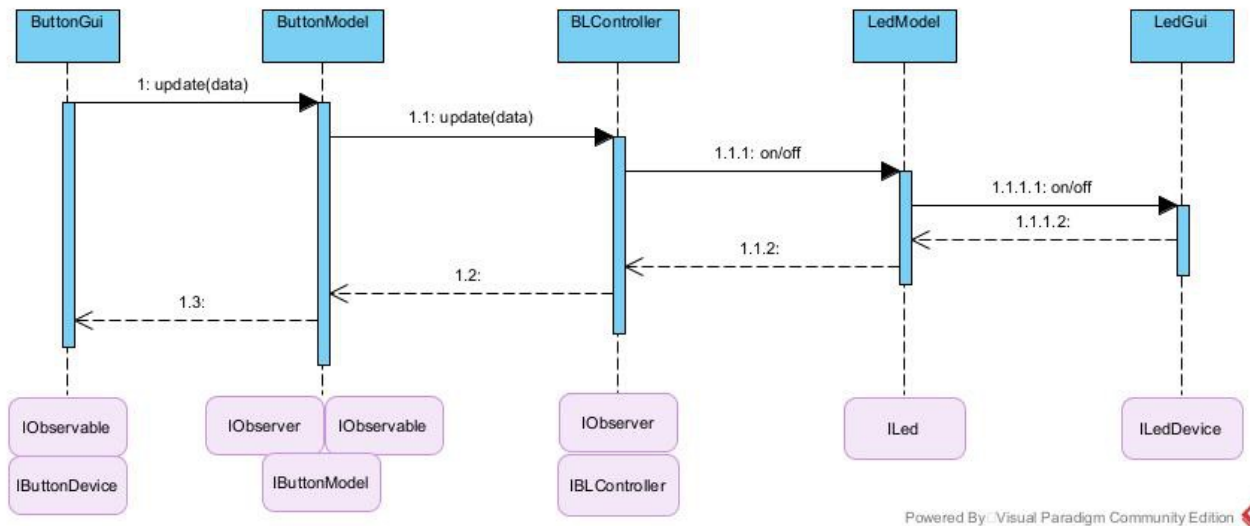 ButtonGui
ButtonModel
BLController
LedModel
LedGui
1: update(data)
1.1: update(data)
1.1.1: on/off
1.1.1.1: on/off
1.1.1.2:
1.1.2:
1.2:
1.3:
IObservable
IObserver
IObservable
IObserver
ILed
ILedDevice
IButtonDevice
IButtonModel
IBLController
Powered By Visual Paradigm Community Edition